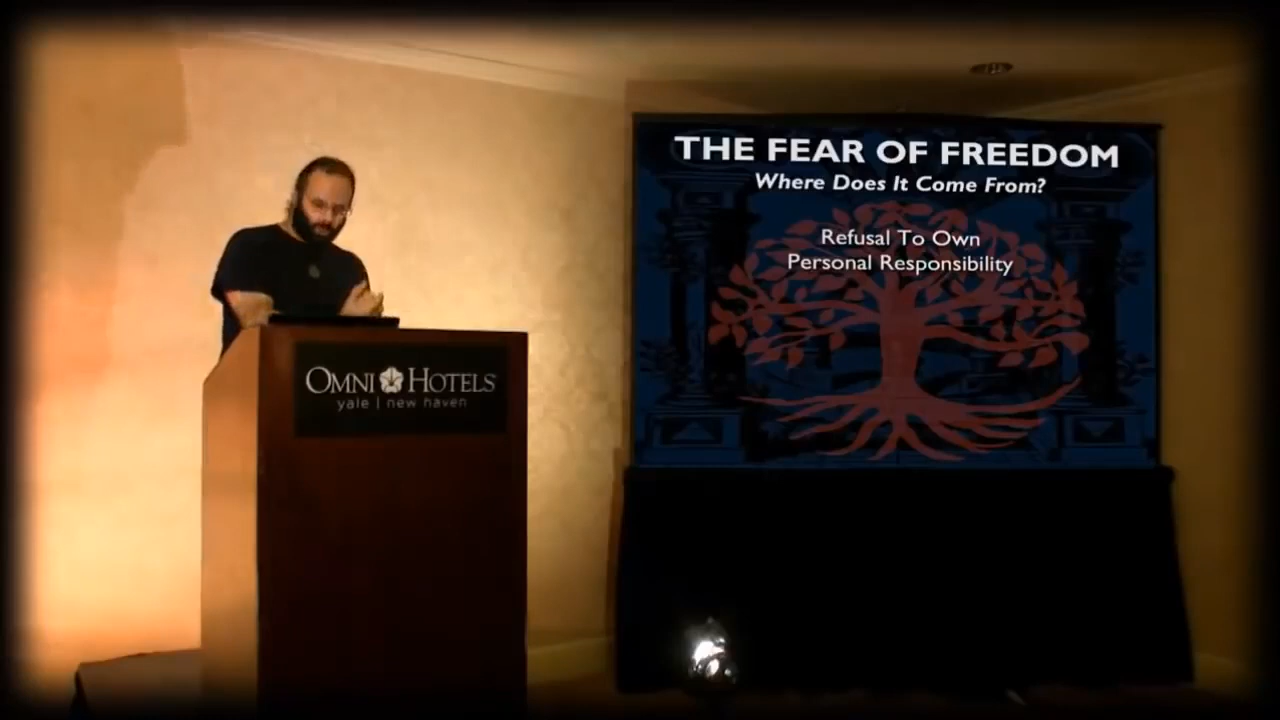 THE FEAR OF FREEDOM
Where Does It Come From?
Refusal To Own
Personal Responsibility
OMNI HOTELS
yale | new haven